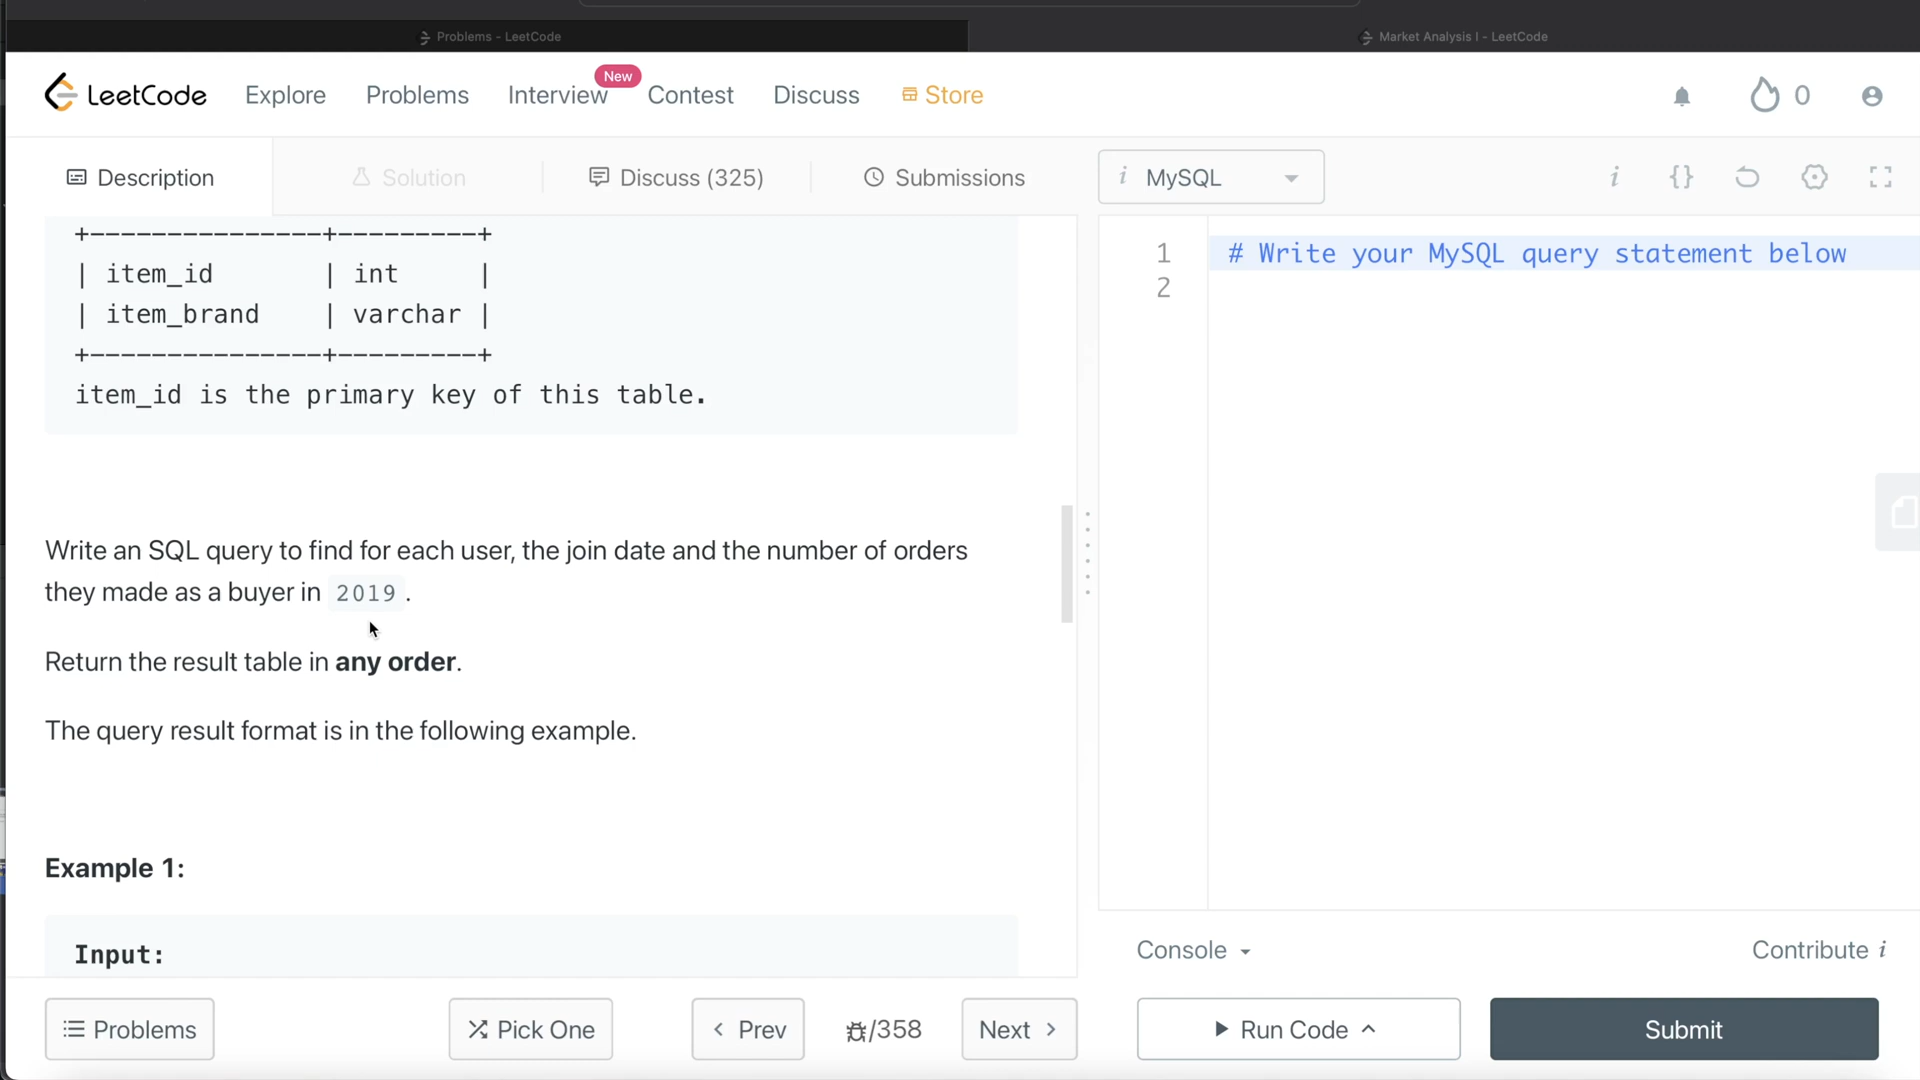 Problems - LeetCode
Market Analysis I - LeetCode
LeetCode
Explore
Problems
Interview
New
Contest
Discuss
Store
0
Description
Solution
Discuss (325)
Submissions
i MySQL
i {}
+---------------+---------+
| item_id       | int     |
| item_brand    | varchar |
+---------------+---------+
item_id is the primary key of this table.
Write an SQL query to find for each user, the join date and the number of orders
they made as a buyer in 2019.
Return the result table in any order.
The query result format is in the following example.
Example 1:
Input:
1 # Write your MySQL query statement below
2
Console
Contribute i
Problems
Pick One
Prev
/358
Next
Run Code
Submit